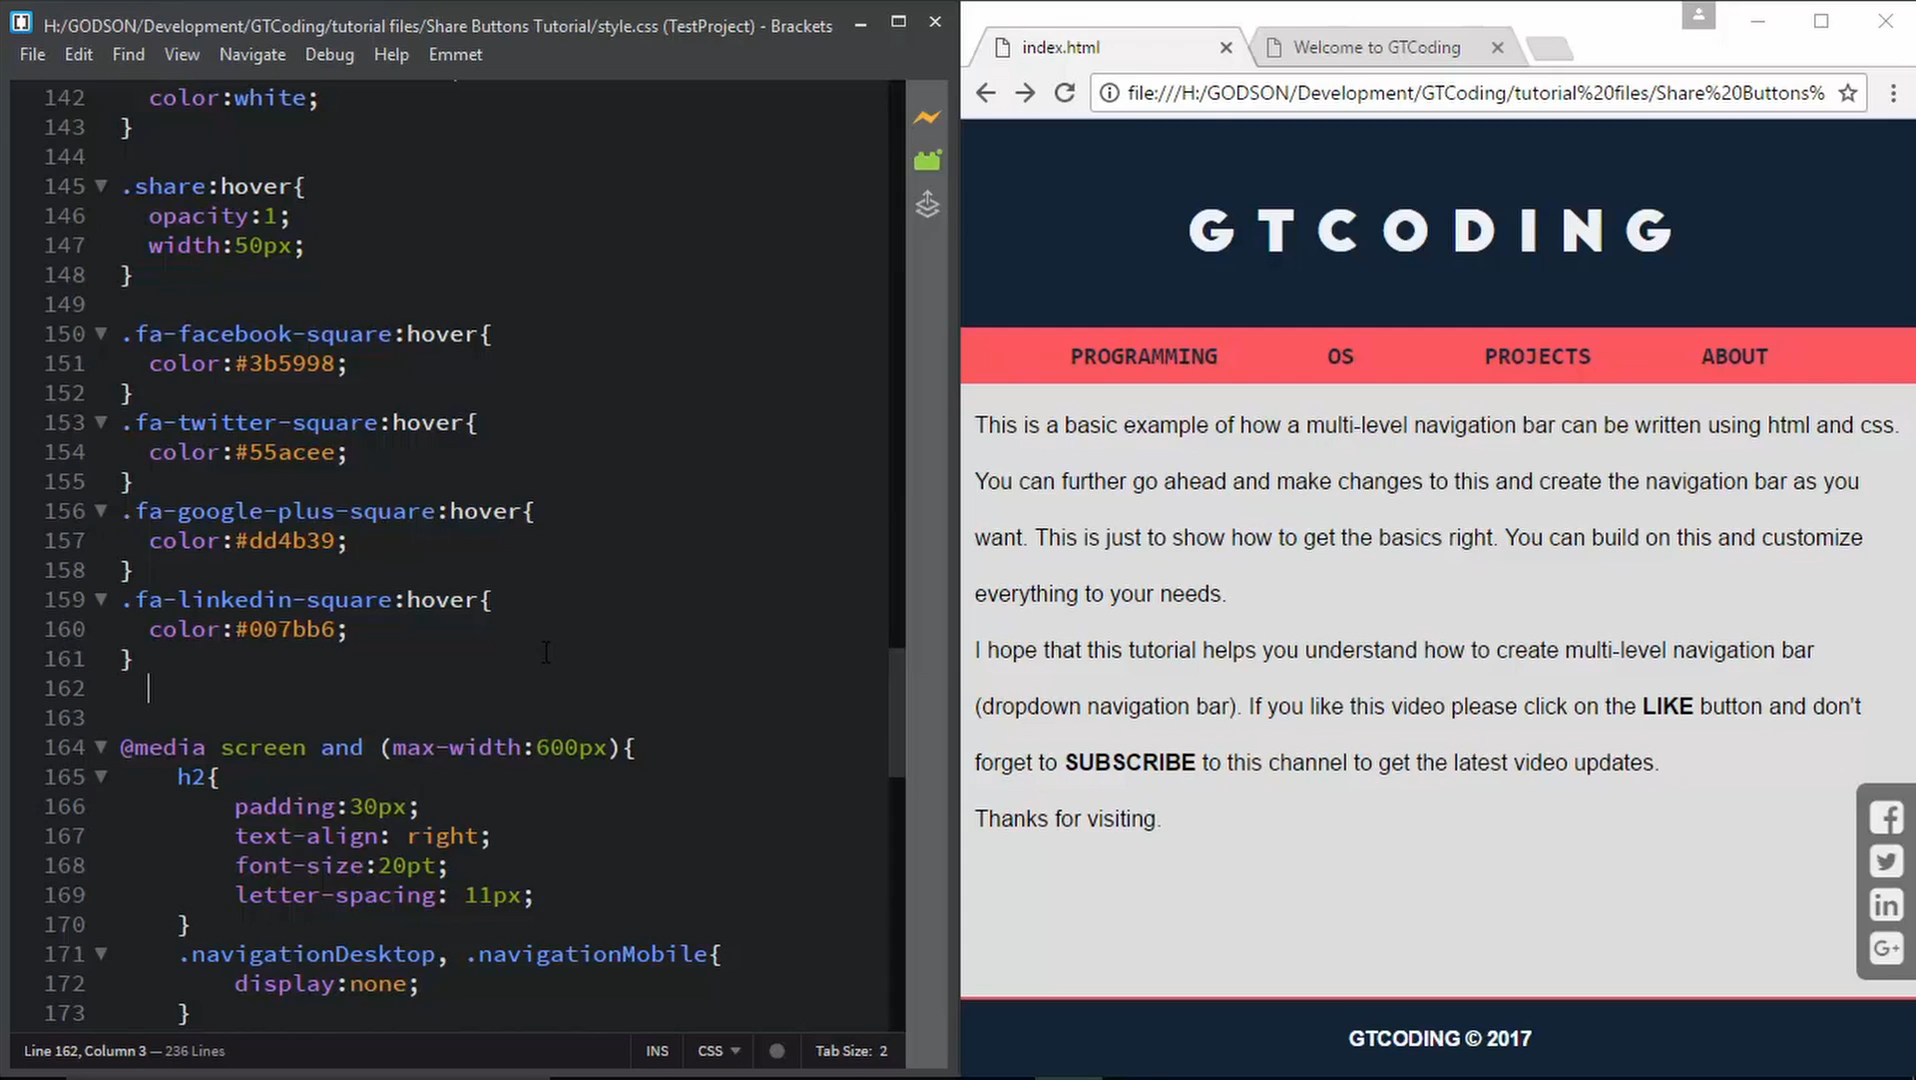 H:/GODSON/Development/GTCoding/tutorial files/Share Buttons Tutorial/style.css (TestProject) - Brackets
File Edit Find View Navigate Debug Help Emmet
142 color:white;
143 }
144
145 .share:hover{
146 opacity:1;
147 width:50px;
148 }
149
150 .fa-facebook-square:hover{
151 color:#3b5998;
152 }
153 .fa-twitter-square:hover{
154 color:#55acee;
155 }
156 .fa-google-plus-square:hover{
157 color:#dd4b39;
158 }
159 .fa-linkedin-square:hover{
160 color:#007bb6;
161 }
162
163
164 @media screen and (max-width:600px){
165 h2{
166 padding:30px;
167 text-align: right;
168 font-size:20pt;
169 letter-spacing: 11px;
170 }
171 .navigationDesktop, .navigationMobile{
172 display:none;
173 }
Line 162, Column 3 — 236 Lines
INS CSS Tab Size: 2
index.html Welcome to GTCoding
file:///H:/GODSON/Development/GTCoding/tutorial%20files/Share%20Buttons%
GTCODING
PROGRAMMING OS PROJECTS ABOUT
This is a basic example of how a multi-level navigation bar can be written using html and css.
You can further go ahead and make changes to this and create the navigation bar as you
want. This is just to show how to get the basics right. You can build on this and customize
everything to your needs.
I hope that this tutorial helps you understand how to create multi-level navigation bar
(dropdown navigation bar). If you like this video please click on the LIKE button and don't
forget to SUBSCRIBE to this channel to get the latest video updates.
Thanks for visiting.
f
in
G+
GTCODING © 2017